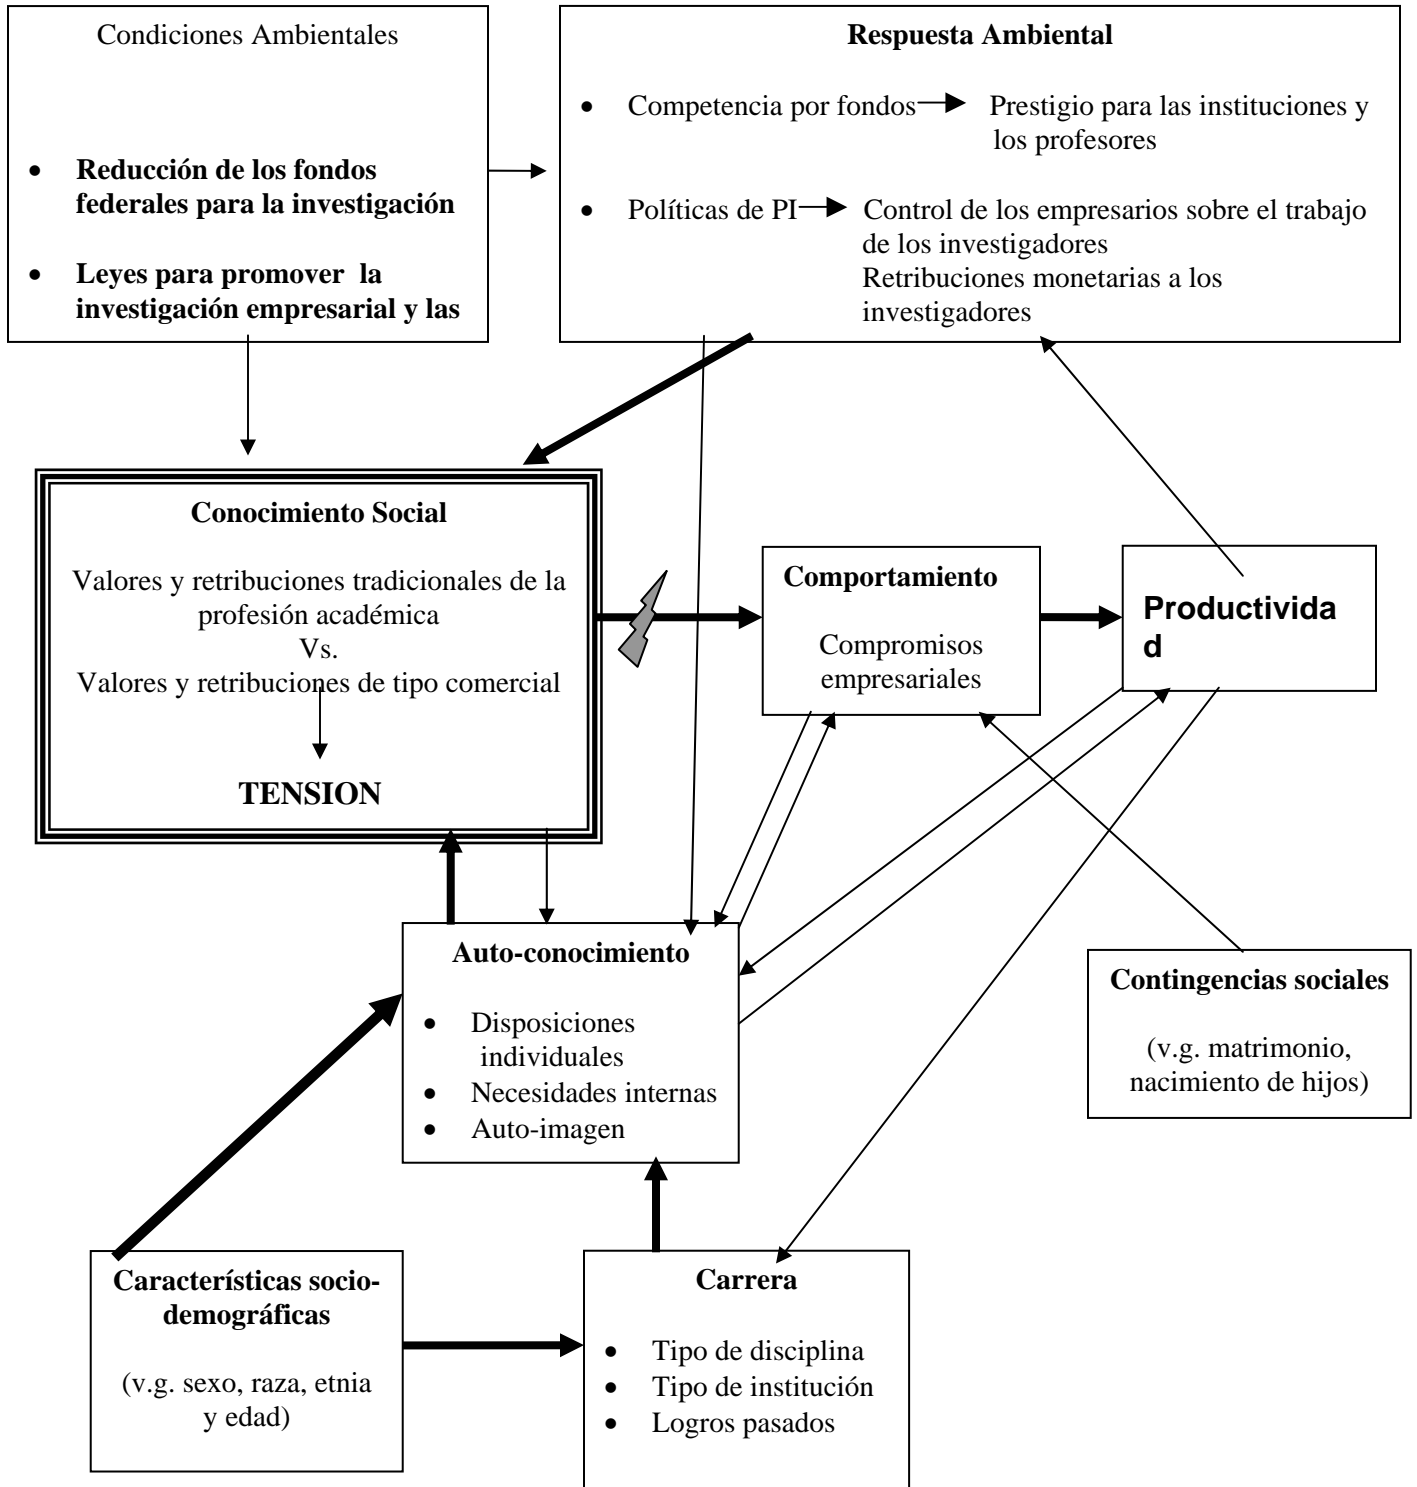 Condiciones Ambientales
• Reducción de los fondos
federales para la investigación
• Leyes para promover la
investigación empresarial y las
Respuesta Ambiental
• Competencia por fondos Prestigio para las instituciones y
los profesores
• Políticas de PI Control de los empresarios sobre el trabajo
de los investigadores
Retribuciones monetarias a los
investigadores
Conocimiento Social
Valores y retribuciones tradicionales de la
profesión académica
Vs.
Valores y retribuciones de tipo comercial
TENSION
Comportamiento
Compromisos
empresariales
Productivida
d
Auto-conocimiento
• Disposiciones
individuales
• Necesidades internas
• Auto-imagen
Contingencias sociales
(v.g. matrimonio,
nacimiento de hijos)
Características socio-
demográficas
(v.g. sexo, raza, etnia
y edad)
Carrera
• Tipo de disciplina
• Tipo de institución
• Logros pasados